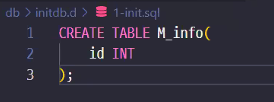 db > initdb.d > 1-init.sql
1 CREATE TABLE M_info(
2     id INT
3 );